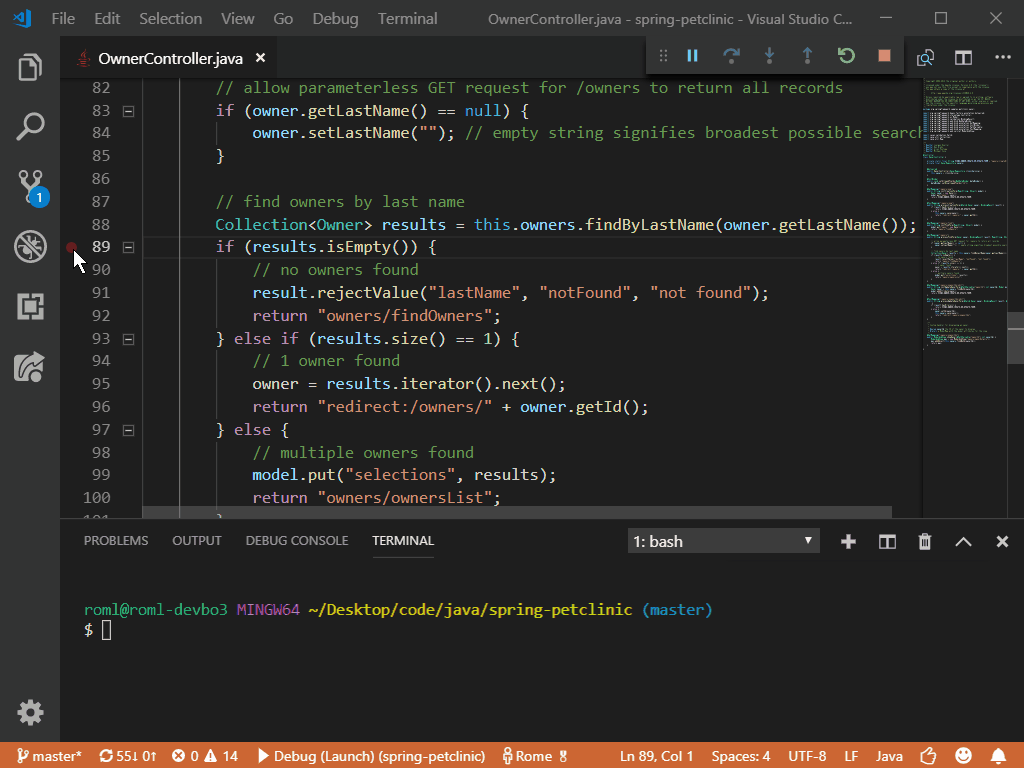 File Edit Selection View Go Debug Terminal OwnerController.java - spring-petclinic - Visual Studio C...
OwnerController.java
82 // allow parameterless GET request for /owners to return all records
83 if (owner.getLastName() == null) {
84 owner.setLastName(""); // empty string signifies broadest possible search
85 }
86
87 // find owners by last name
88 Collection<Owner> results = this.owners.findByLastName(owner.getLastName());
89 if (results.isEmpty()) {
90 // no owners found
91 result.rejectValue("lastName", "notFound", "not found");
92 return "owners/findOwners";
93 } else if (results.size() == 1) {
94 // 1 owner found
95 owner = results.iterator().next();
96 return "redirect:/owners/" + owner.getId();
97 } else {
98 // multiple owners found
99 model.put("selections", results);
100 return "owners/ownersList";
101 }
1
PROBLEMS OUTPUT DEBUG CONSOLE TERMINAL 1: bash
roml@roml-devbo3 MINGW64 ~/Desktop/code/java/spring-petclinic (master)
$
master* 55↓ 0↑ 0 14 Debug (Launch) (spring-petclinic) Rome Ln 89, Col 1 Spaces: 4 UTF-8 LF Java